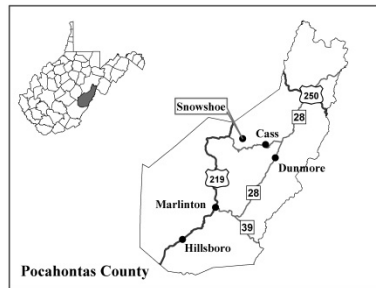 250
28
Snowshoe
Cass
Dunmore
219
28
Marlinton
39
Hillsboro
Pocahontas County